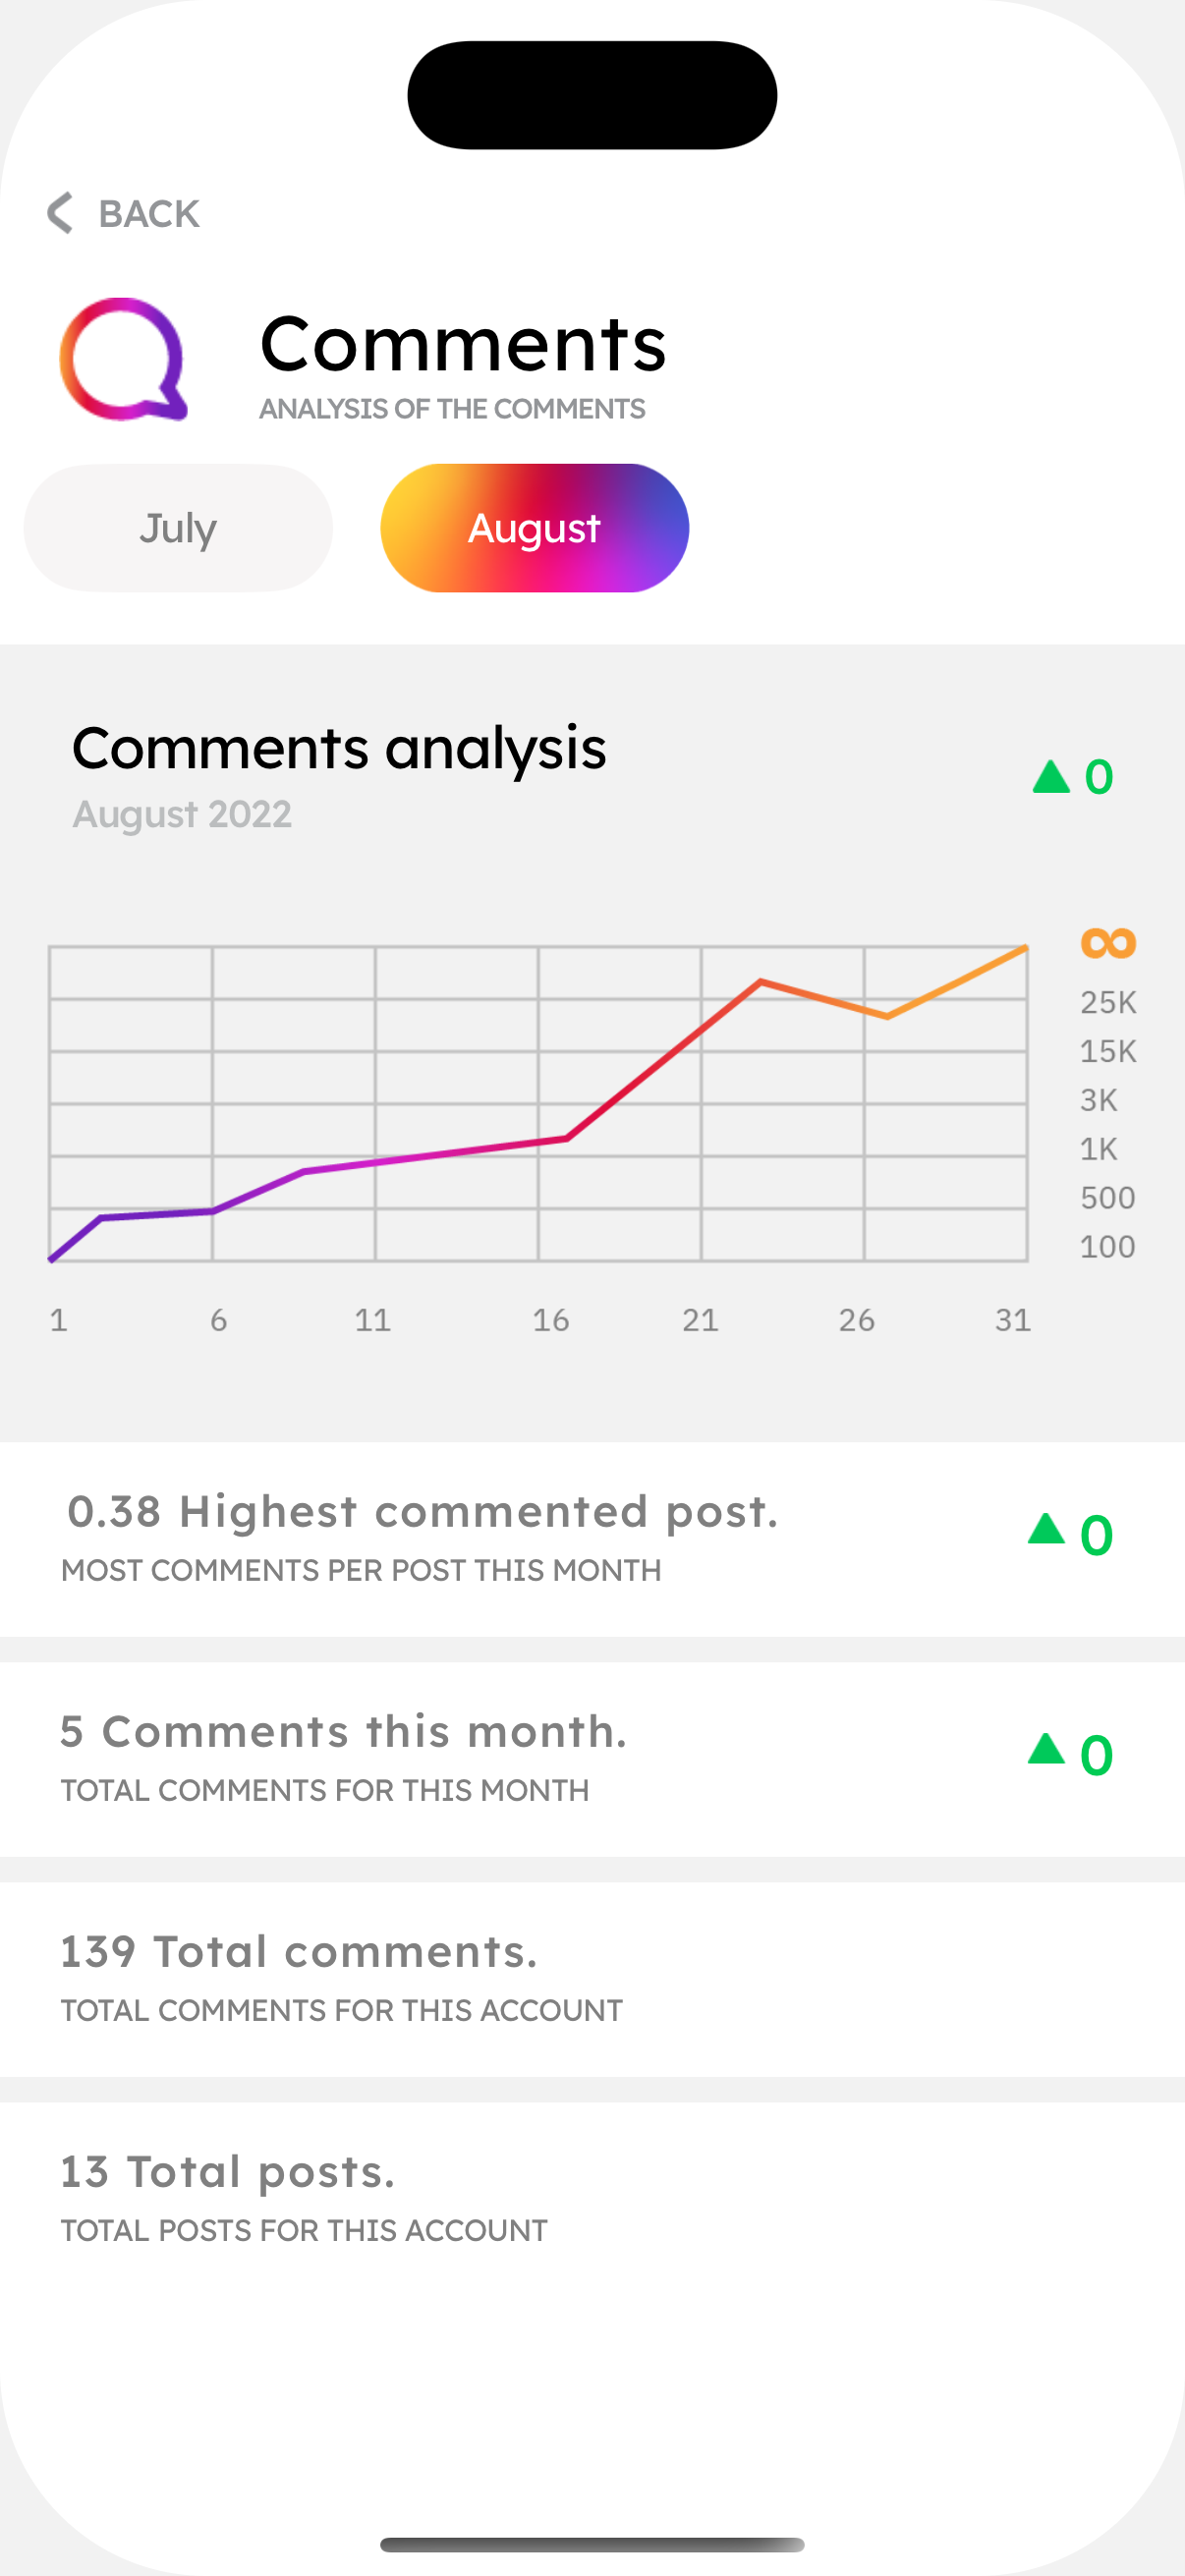 BACK
Comments
ANALYSIS OF THE COMMENTS
July
August
Comments analysis
August 2022
0
∞
25K
15K
3K
1K
500
100
1 6 11 16 21 26 31
0.38 Highest commented post.
MOST COMMENTS PER POST THIS MONTH
0
5 Comments this month.
TOTAL COMMENTS FOR THIS MONTH
0
139 Total comments.
TOTAL COMMENTS FOR THIS ACCOUNT
13 Total posts.
TOTAL POSTS FOR THIS ACCOUNT